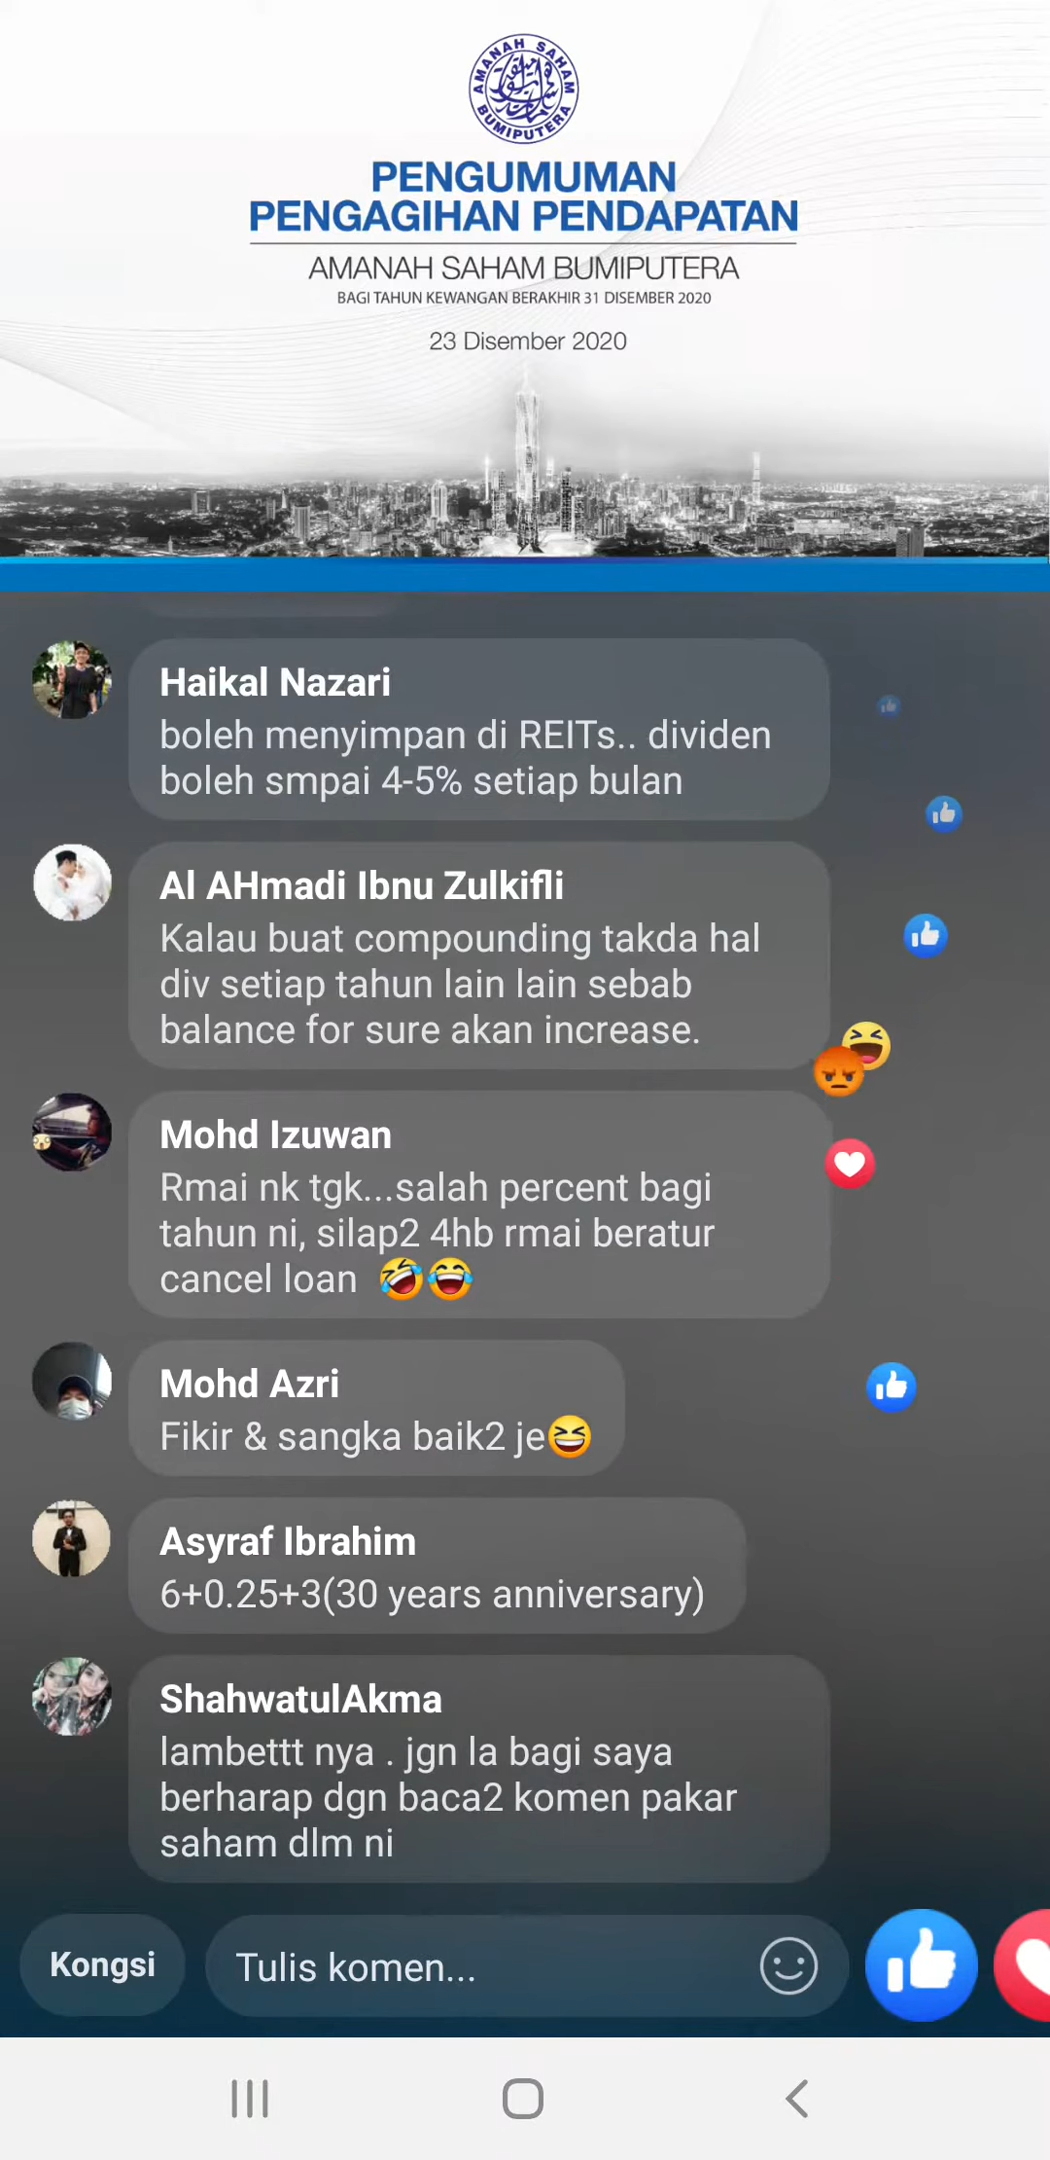 AMANAH SAHAM
BUMIPUTERA
PENGUMUMAN
PENGAGIHAN PENDAPATAN
AMANAH SAHAM BUMIPUTERA
BAGI TAHUN KEWANGAN BERAKHIR 31 DISEMBER 2020
23 Disember 2020
Haikal Nazari
boleh menyimpan di REITs.. dividen
boleh smpai 4-5% setiap bulan
Al AHmadi Ibnu Zulkifli
Kalau buat compounding takda hal
div setiap tahun lain lain sebab
balance for sure akan increase.
Mohd Izuwan
Rmai nk tgk...salah percent bagi
tahun ni, silap2 4hb rmai beratur
cancel loan 🤣😂
Mohd Azri
Fikir & sangka baik2 je😆
Asyraf Ibrahim
6+0.25+3(30 years anniversary)
ShahwatulAkma
lambettt nya . jgn la bagi saya
berharap dgn baca2 komen pakar
saham dlm ni
Kongsi
Tulis komen...